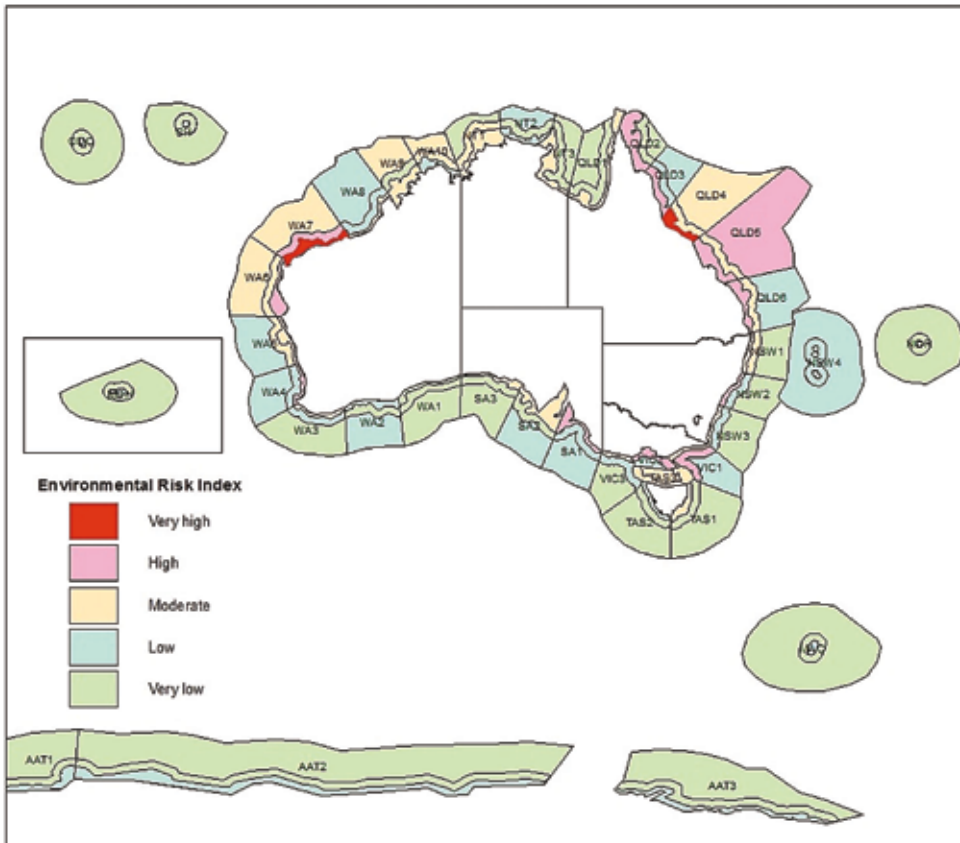 QLD2
NT2
NT3
QLD1
WA10
WA9
QLD3
WA8
QLD4
WA7
QLD5
WA6
QLD6
NSW1
NSW4
WA4
NSW2
WA1
SA3
WA2
WA3
SA2
NSW3
SA1
VIC1
VIC3
TAS2
TAS1
Environmental Risk Index
Very high
High
Moderate
Low
Very low
AAT1
AAT2
AAT3